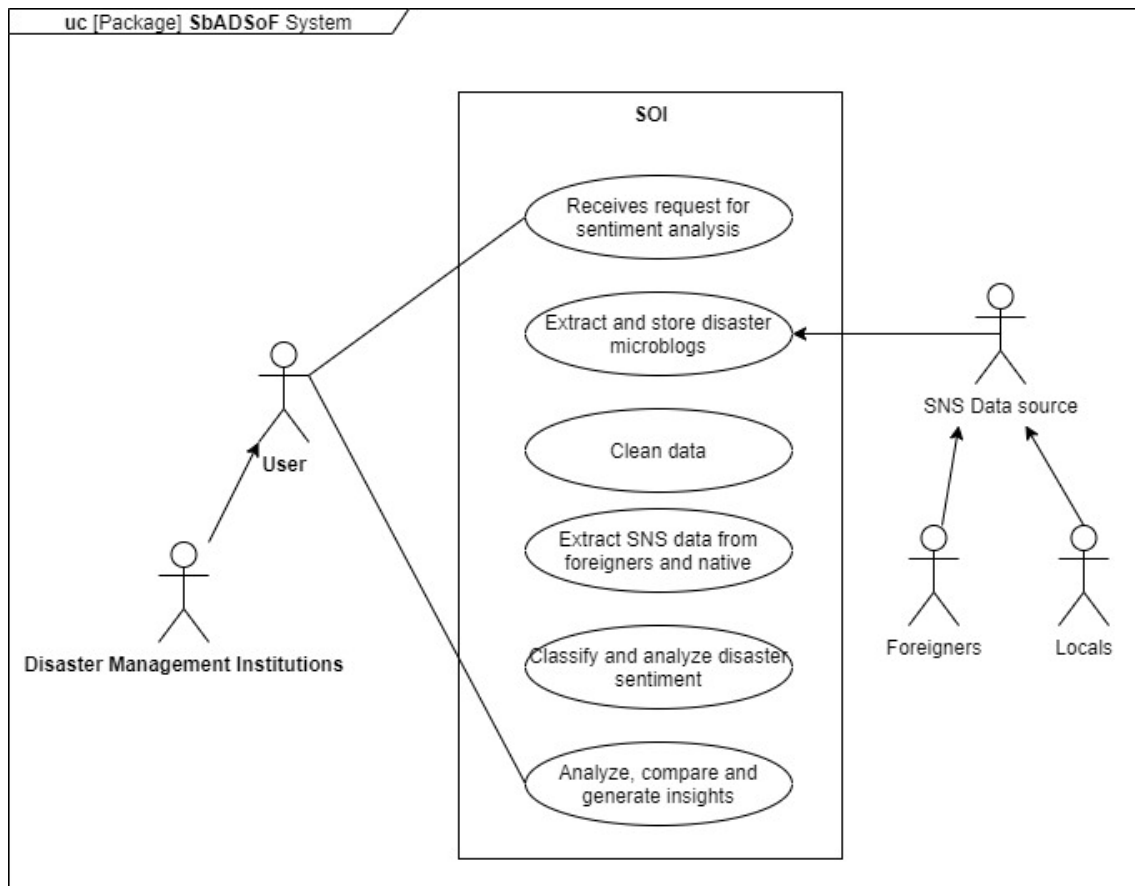 uc [Package] SbADSoF System
SOI
Receives request for
sentiment analysis
Extract and store disaster
microblogs
Clean data
Extract SNS data from
foreigners and native
Classify and analyze disaster
sentiment
Analyze, compare and
generate insights
User
Disaster Management Institutions
SNS Data source
Foreigners
Locals